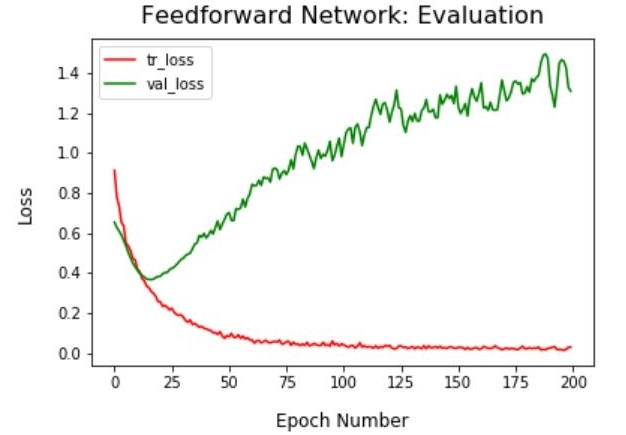 Feedforward Network: Evaluation
tr_loss
val_loss
1.4
1.2
1.0
0.8
0.6
0.4
0.2
0.0
Loss
0 25 50 75 100 125 150 175 200
Epoch Number